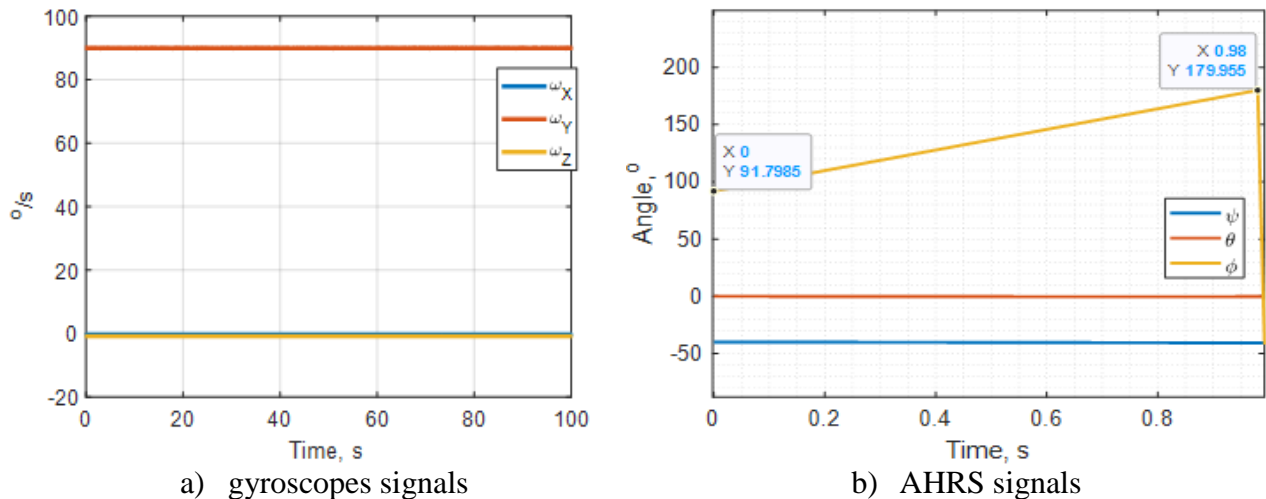 100
80
60
40
20
0
-20
0 20 40 60 80 100
º/s
Time, s
ωX
ωY
ωZ
a) gyroscopes signals
200
150
100
50
0
-50
0 0.2 0.4 0.6 0.8
Angle,º
Time, s
X 0
Y 91.7985
X 0.98
Y 179.955
ψ
θ
ϕ
b) AHRS signals